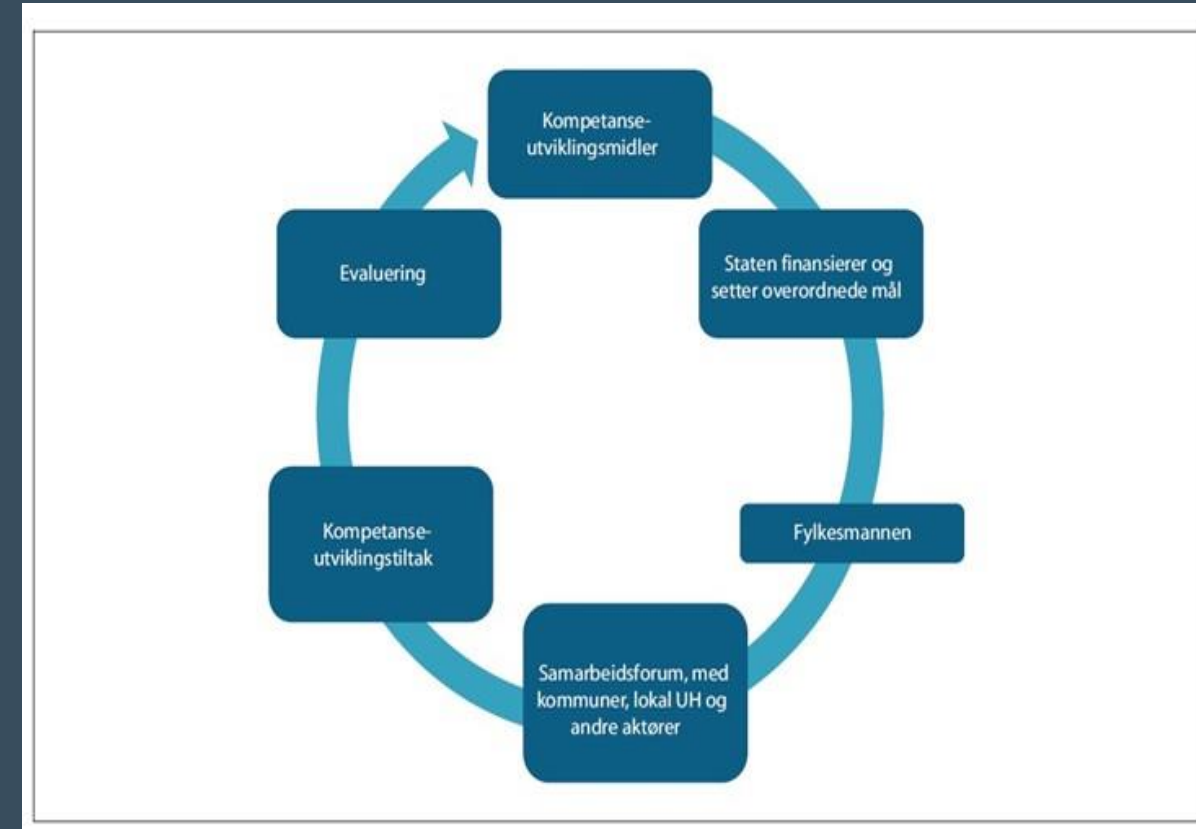 Kompetanse-
utviklingsmidler
Staten finansierer og
setter overordnede mål
Fylkesmannen
Samarbeidsforum, med
kommuner, lokal UH og
andre aktører
Kompetanse-
utviklingstiltak
Evaluering